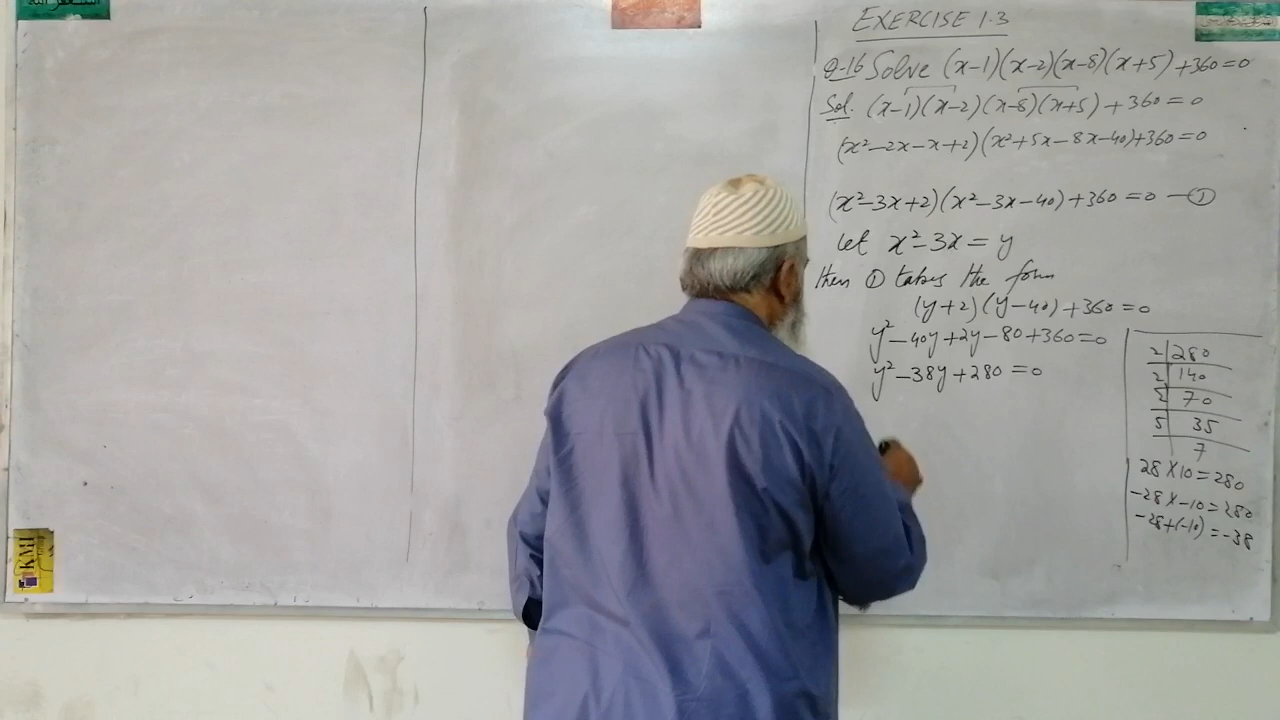 استغفر الله
EXERCISE 1.3
Q.16 Solve (x-1)(x-2)(x-8)(x+5)+360=0
Sol. (x-1)(x-2)(x-8)(x+5)+360=0
(x²-2x-x+2)(x²+5x-8x-40)+360=0
(x²-3x+2)(x²-3x-40)+360=0 —①
Let x²-3x=y
then ① takes the form
(y+2)(y-40)+360=0
y²-40y+2y-80+360=0
y²-38y+280=0
2|280
2|140
2|70
5|35
7
28×10=280
-28×-10=280
-28+(-10)=-38
KMI